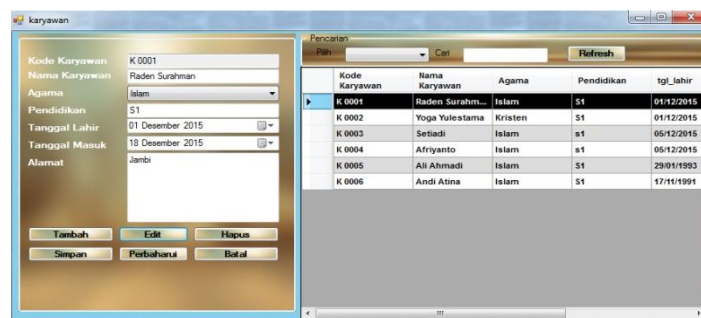 karyawan
Kode Karyawan K 0001
Nama Karyawan Raden Surahman
Agama Islam
Pendidikan S1
Tanggal Lahir 01 Desember 2015
Tanggal Masuk 18 Desember 2015
Alamat Jambi
Tambah Edit Hapus
Simpan Perbaharui Batal
Pencarian
Pilih Cari Refresh
Kode Karyawan Nama Karyawan Agama Pendidikan tgl_lahir
K 0001 Raden Surahm... Islam S1 01/12/2015
K 0002 Yoga Yulestama Kristen s1 01/12/2015
K 0003 Setiadi Islam s1 05/12/2015
K 0004 Afriyanto Islam s1 05/12/2015
K 0005 Ali Ahmadi Islam S1 29/01/1993
K 0006 Andi Atina Islam S1 17/11/1991